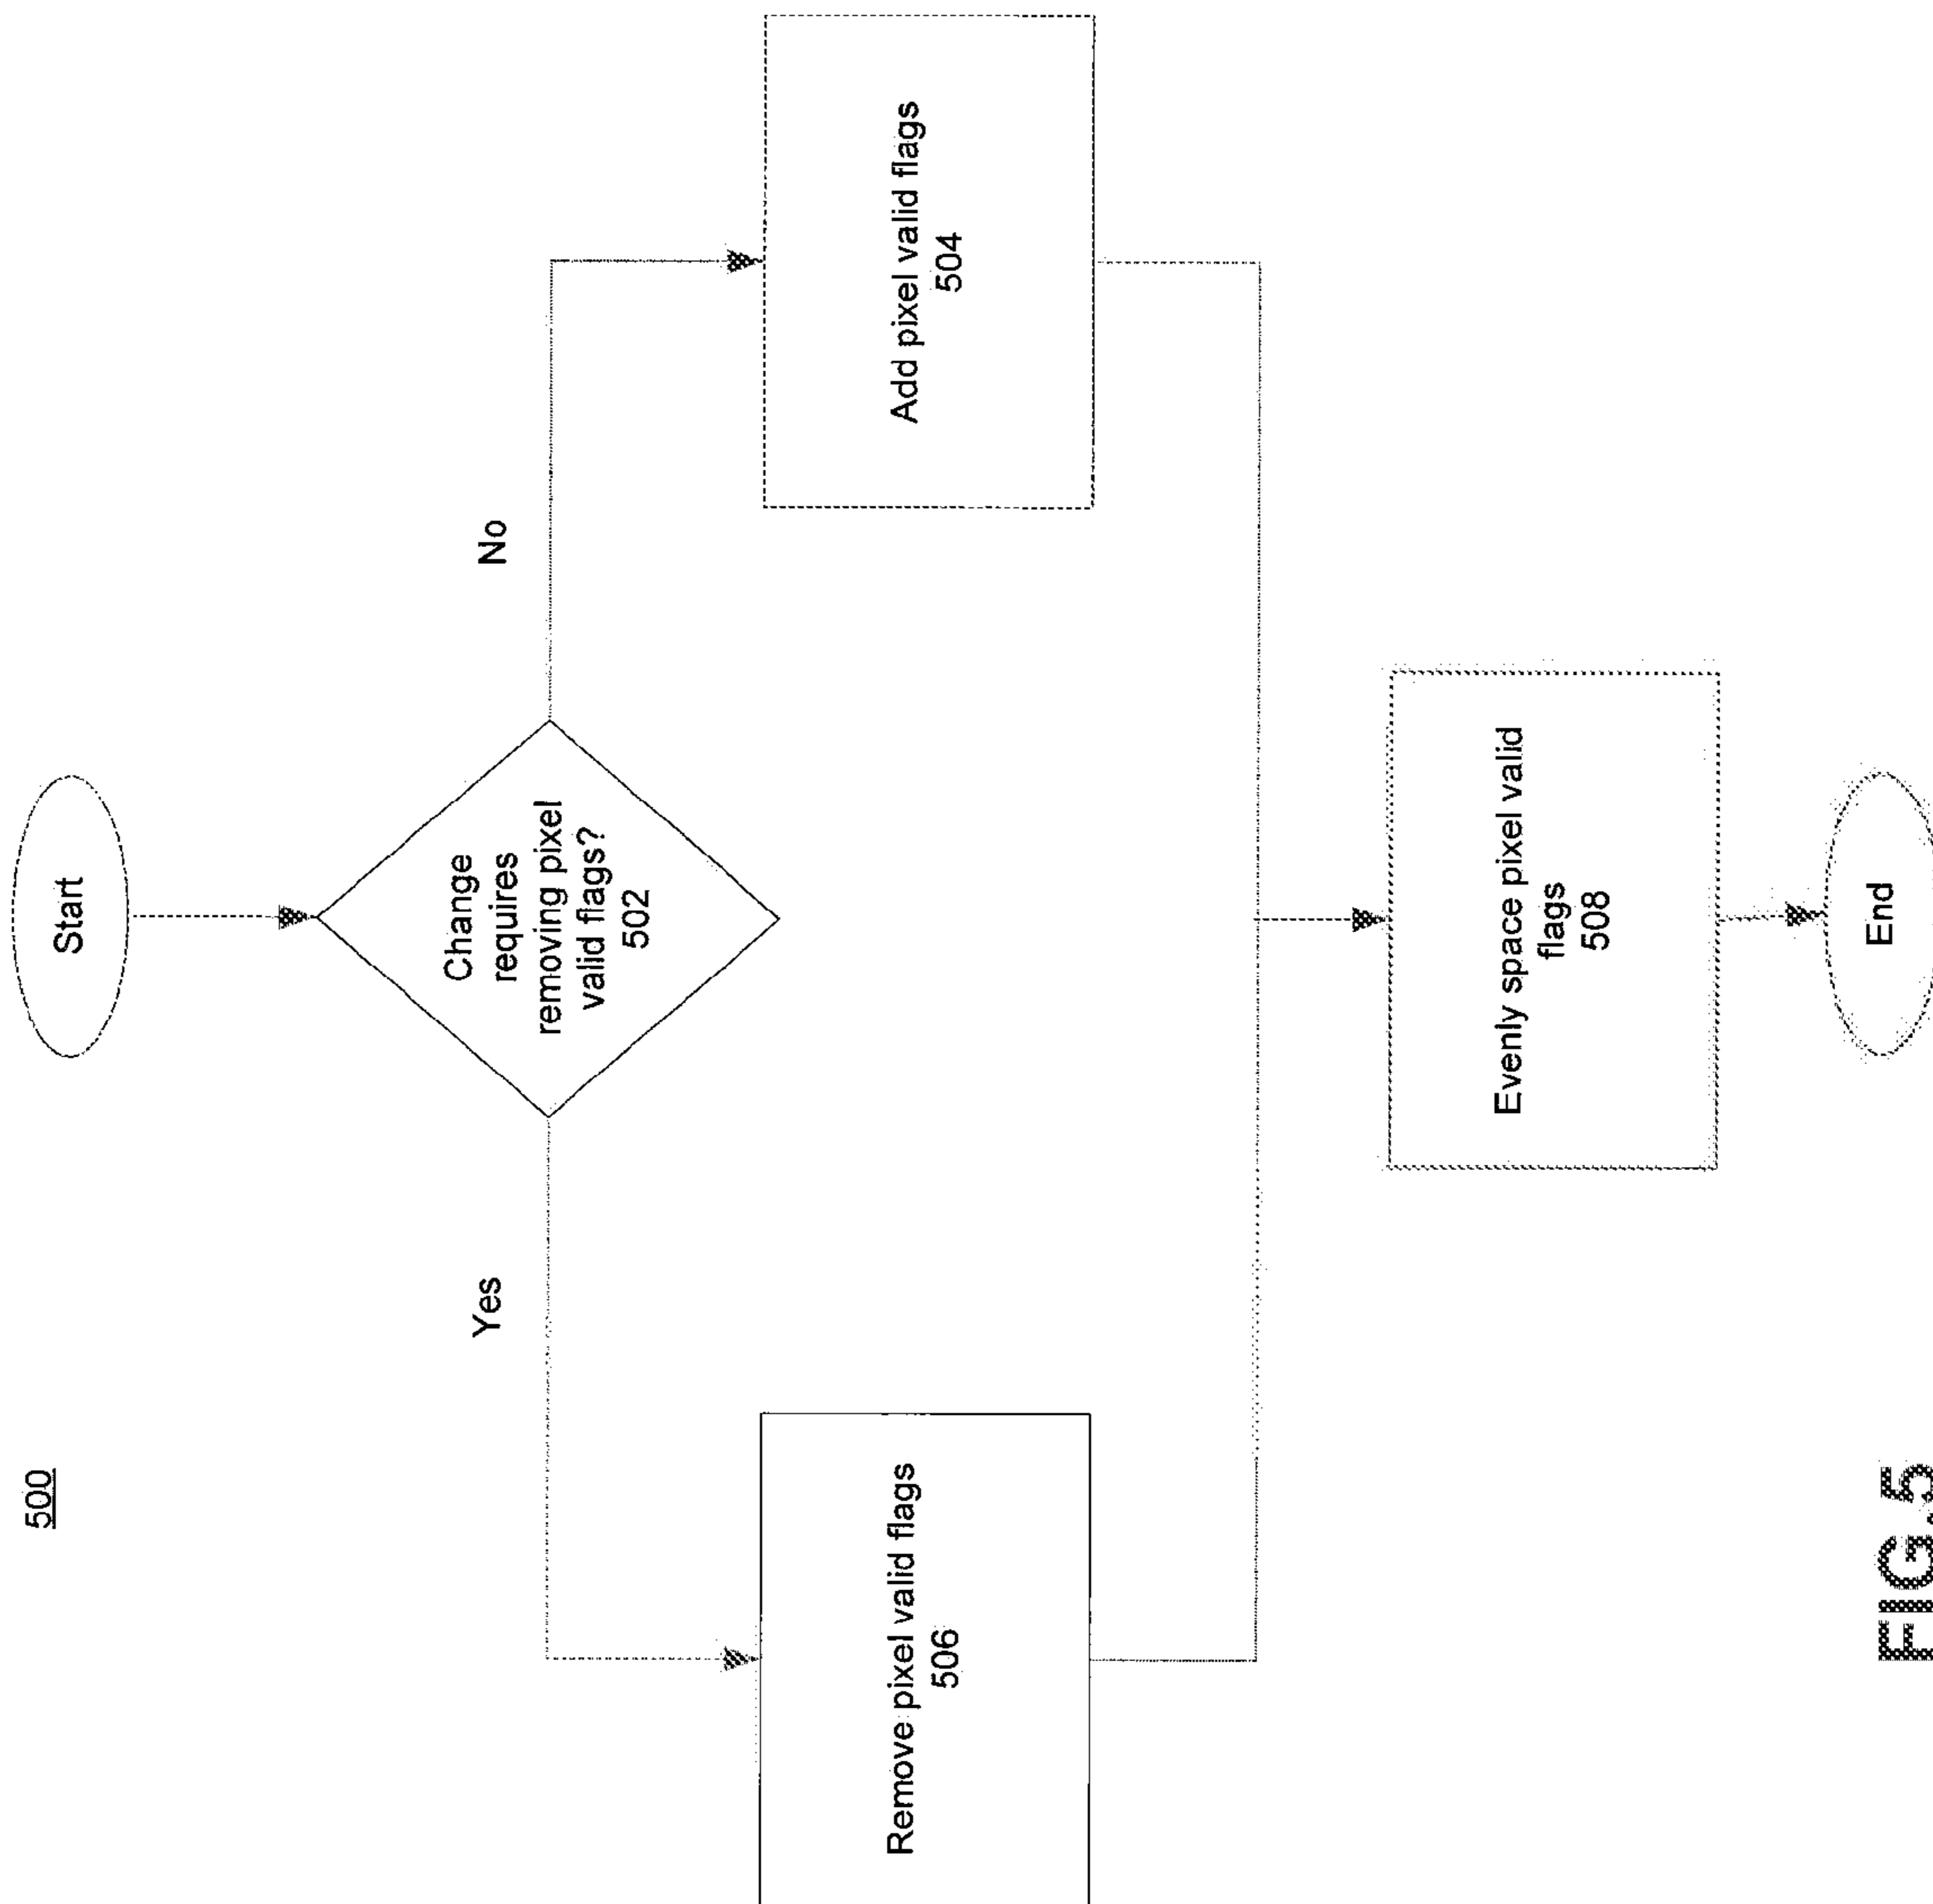 500
Start
Change
requires
removing pixel
valid flags?
502
Yes
No
Remove pixel valid flags
506
Add pixel valid flags
504
Evenly space pixel valid
flags
508
End
FIG.5